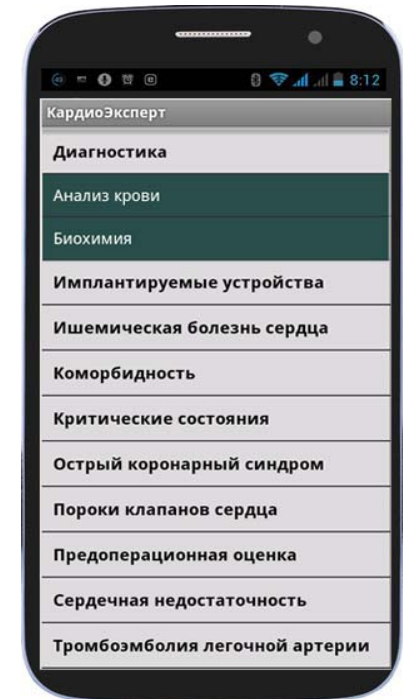 8:12
КардиоЭксперт
Диагностика
Анализ крови
Биохимия
Имплантируемые устройства
Ишемическая болезнь сердца
Коморбидность
Критические состояния
Острый коронарный синдром
Пороки клапанов сердца
Предоперационная оценка
Сердечная недостаточность
Тромбоэмболия легочной артерии